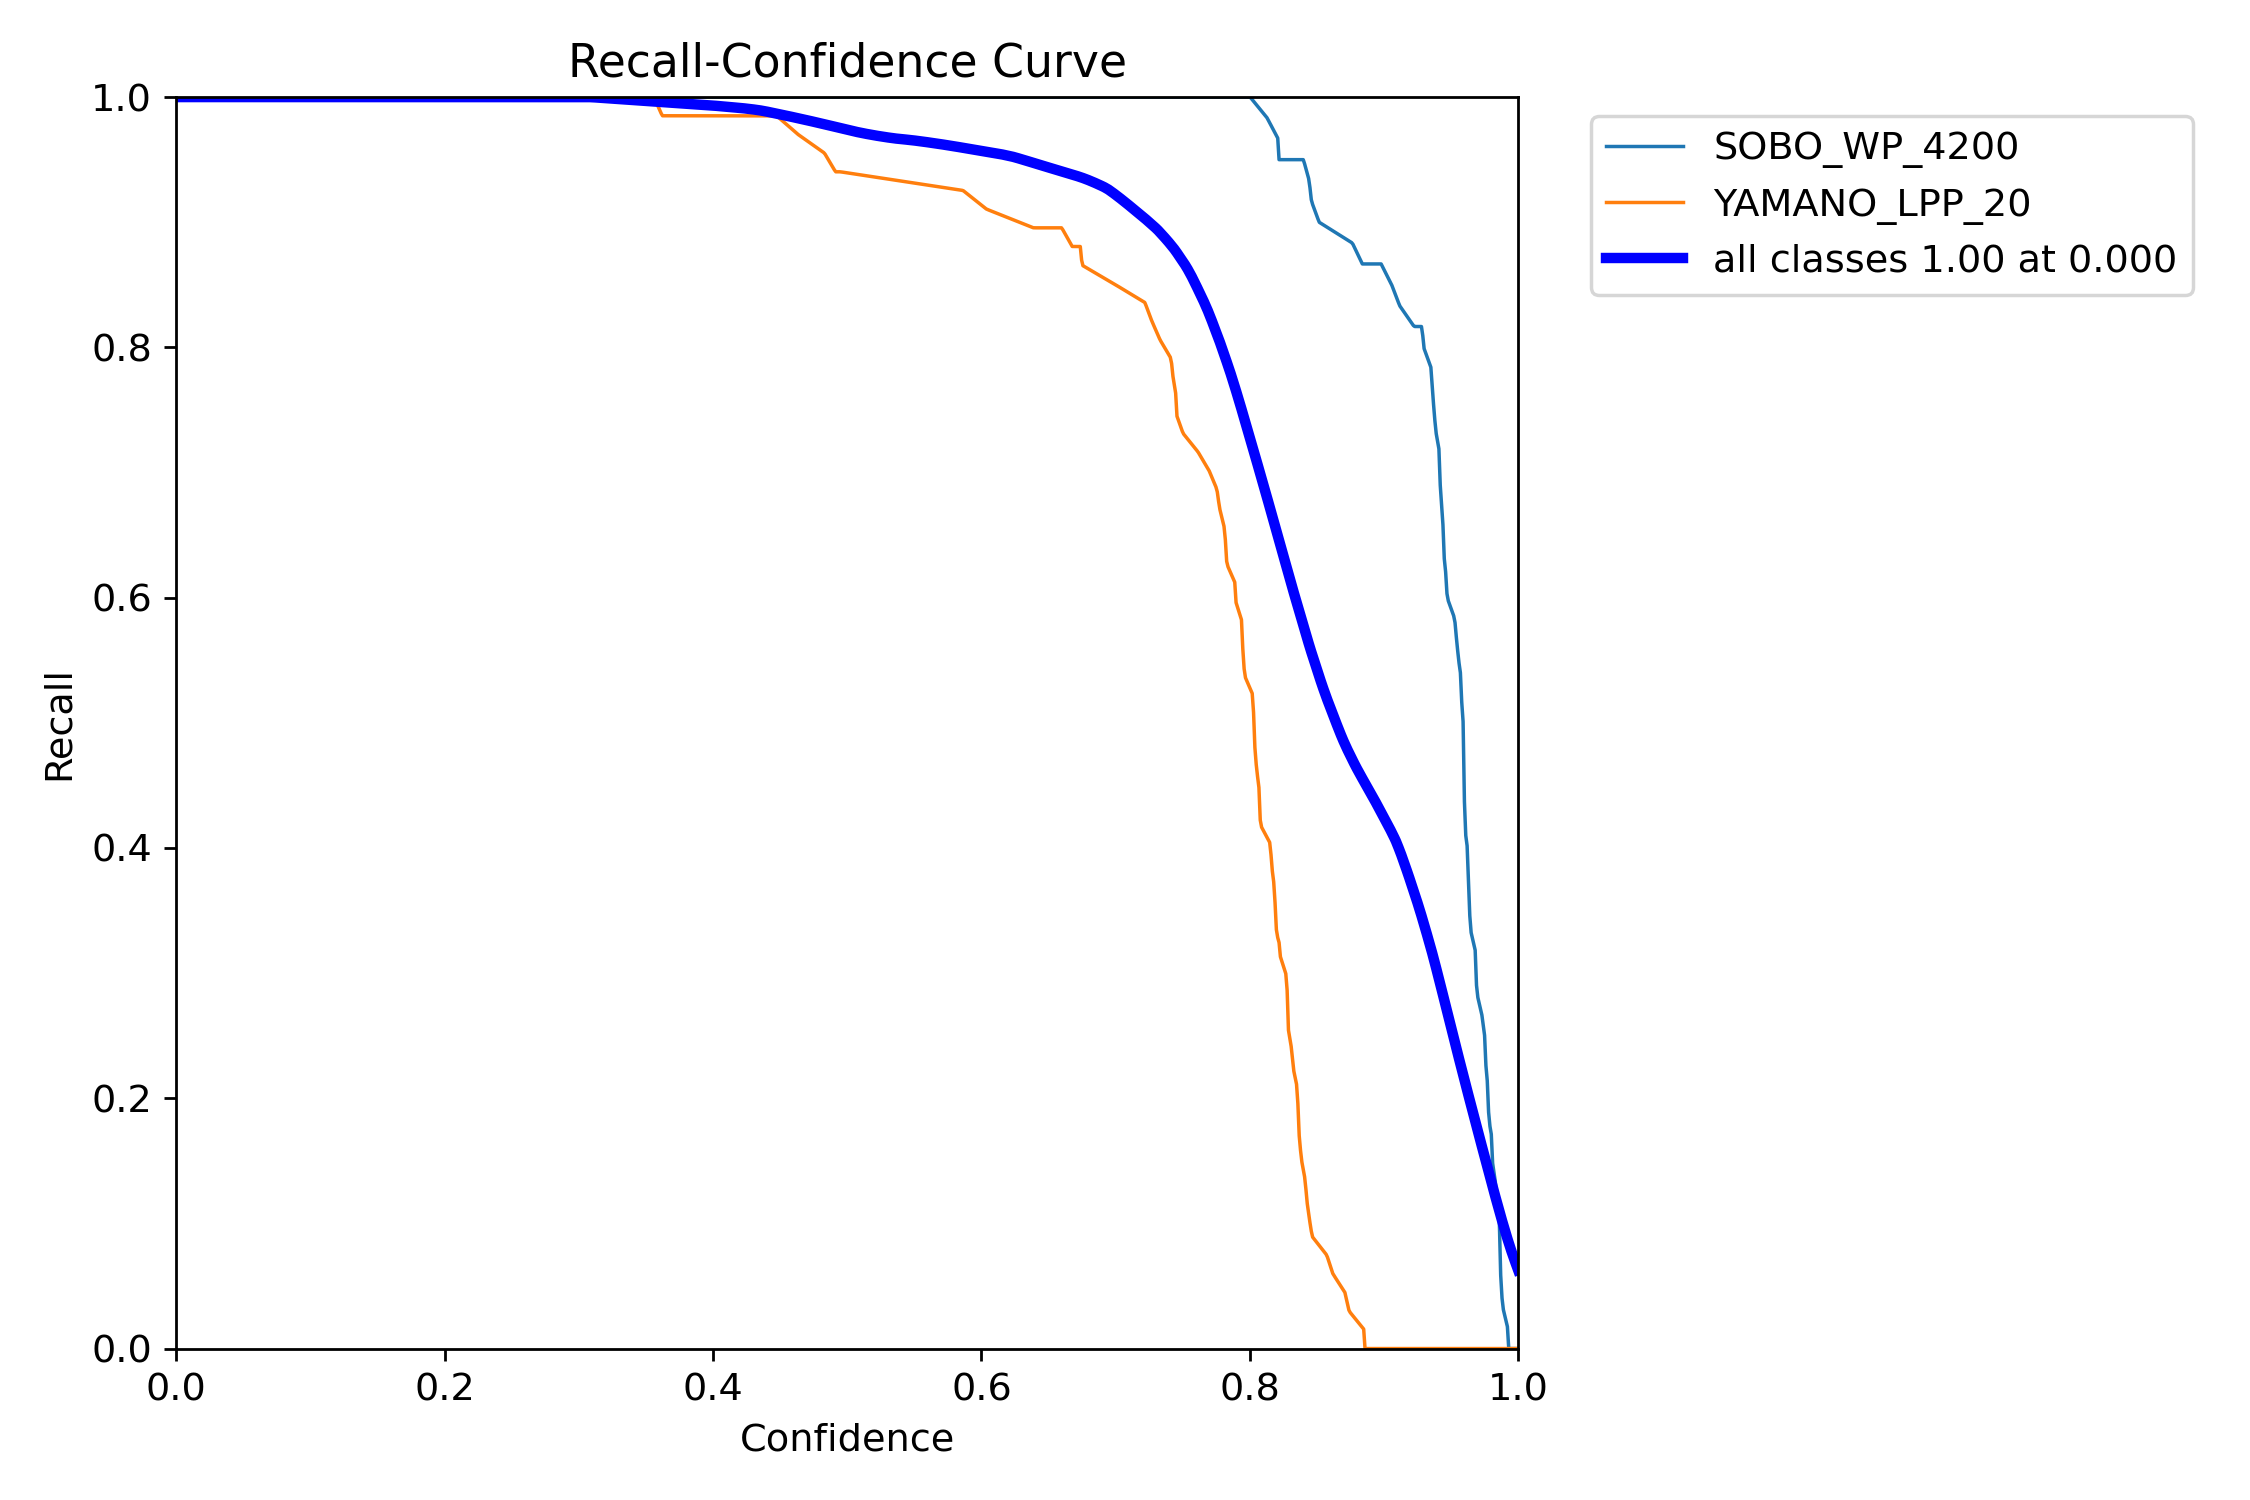 Recall-Confidence Curve
1.0
0.8
0.6
0.4
0.2
0.0
Recall
0.0 0.2 0.4 0.6 0.8 1.0
Confidence
SOBO_WP_4200
YAMANO_LPP_20
all classes 1.00 at 0.000